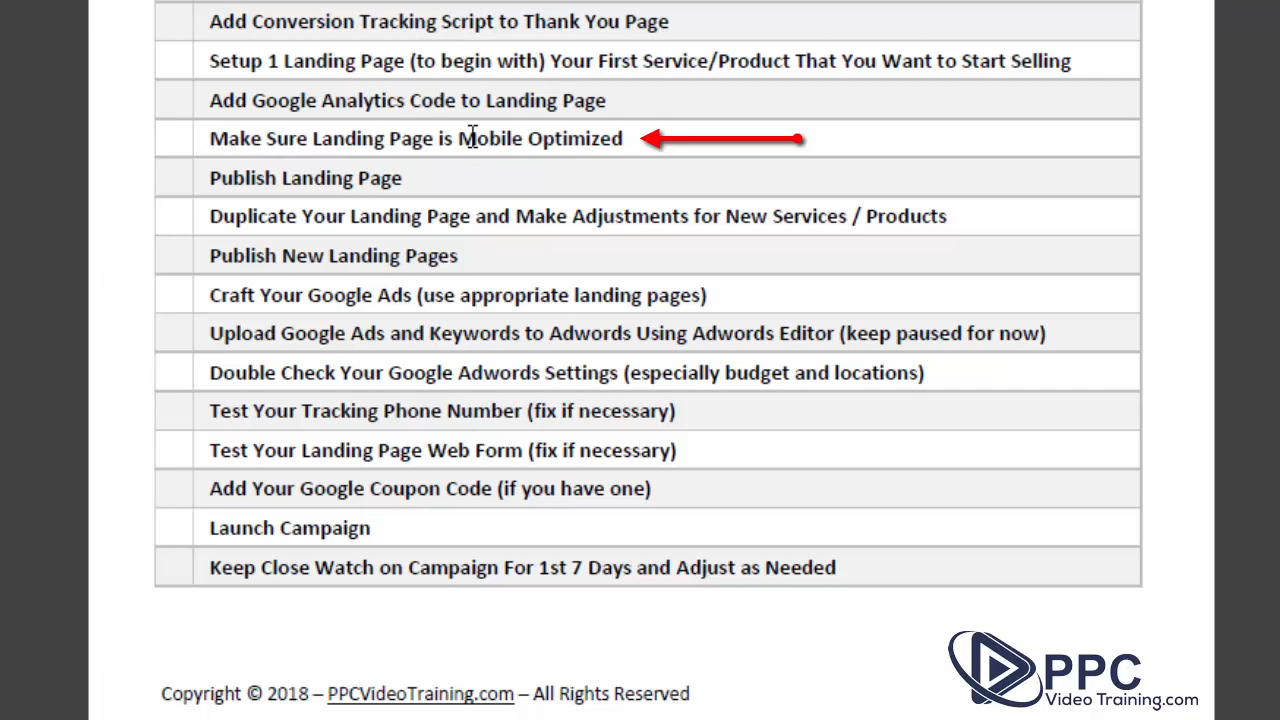 Add Conversion Tracking Script to Thank You Page
Setup 1 Landing Page (to begin with) Your First Service/Product That You Want to Start Selling
Add Google Analytics Code to Landing Page
Make Sure Landing Page is Mobile Optimized
Publish Landing Page
Duplicate Your Landing Page and Make Adjustments for New Services / Products
Publish New Landing Pages
Craft Your Google Ads (use appropriate landing pages)
Upload Google Ads and Keywords to Adwords Using Adwords Editor (keep paused for now)
Double Check Your Google Adwords Settings (especially budget and locations)
Test Your Tracking Phone Number (fix if necessary)
Test Your Landing Page Web Form (fix if necessary)
Add Your Google Coupon Code (if you have one)
Launch Campaign
Keep Close Watch on Campaign For 1st 7 Days and Adjust as Needed
Copyright © 2018 – PPCVideoTraining.com – All Rights Reserved
PPC
Video Training.com